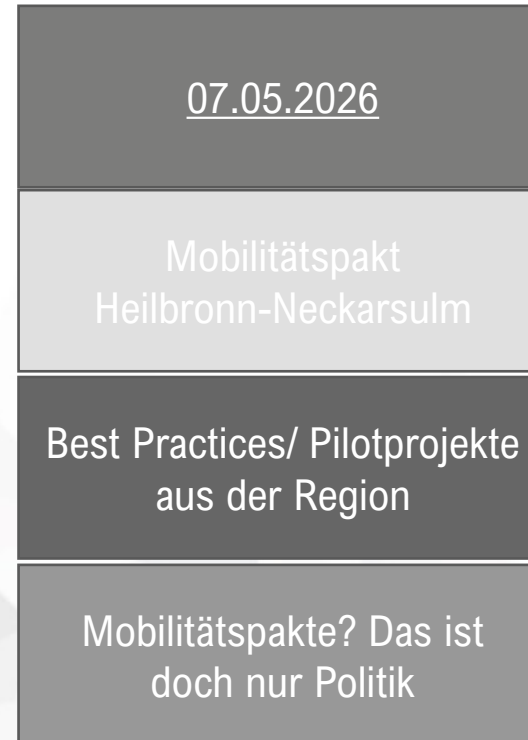 07.05.2026
Mobilitätspakt
Heilbronn-Neckarsulm
Best Practices/ Pilotprojekte
aus der Region
Mobilitätspakte? Das ist
doch nur Politik